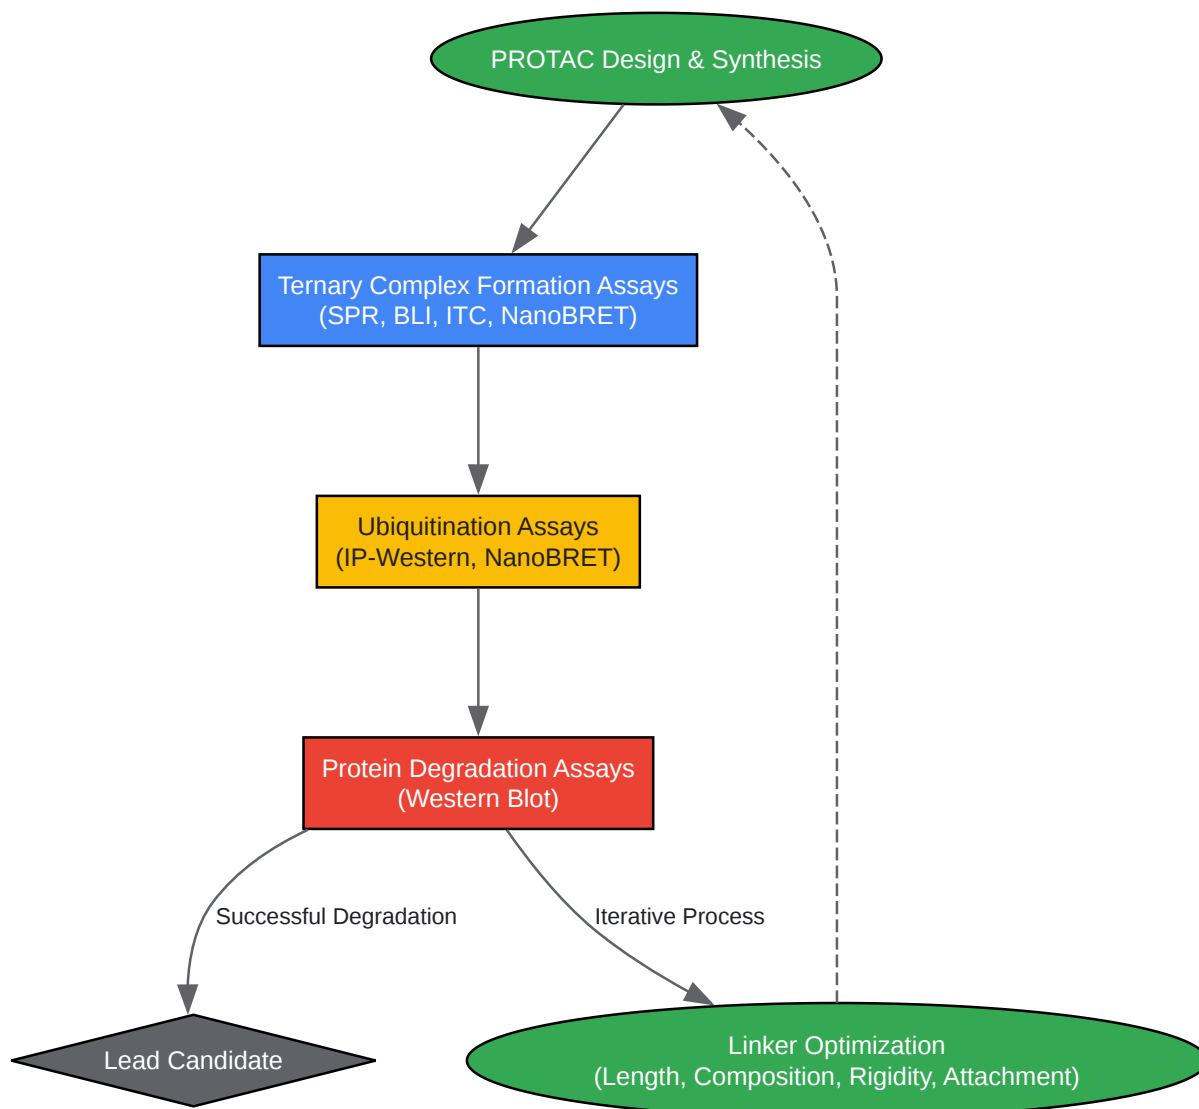 PROTAC Design & Synthesis
Ternary Complex Formation Assays
(SPR, BLI, ITC, NanoBRET)
Ubiquitination Assays
(IP-Western, NanoBRET)
Protein Degradation Assays
(Western Blot)
Successful Degradation
Iterative Process
Lead Candidate
Linker Optimization
(Length, Composition, Rigidity, Attachment)